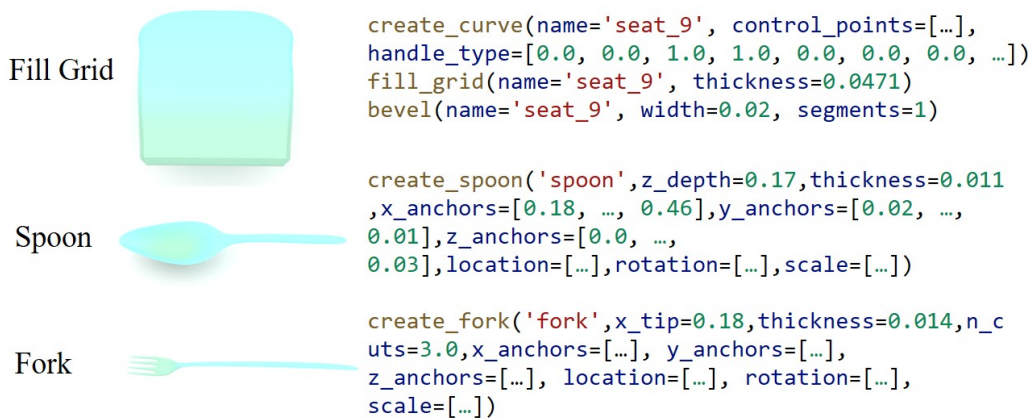 Fill Grid
create_curve(name='seat_9', control_points=[…],
handle_type=[0.0, 0.0, 1.0, 1.0, 0.0, 0.0, 0.0, …])
fill_grid(name='seat_9', thickness=0.0471)
bevel(name='seat_9', width=0.02, segments=1)
Spoon
create_spoon('spoon',z_depth=0.17,thickness=0.011
,x_anchors=[0.18, …, 0.46],y_anchors=[0.02, …,
0.01],z_anchors=[0.0, …,
0.03],location=[…],rotation=[…],scale=[…])
Fork
create_fork('fork',x_tip=0.18,thickness=0.014,n_c
uts=3.0,x_anchors=[…], y_anchors=[…],
z_anchors=[…], location=[…], rotation=[…],
scale=[…])